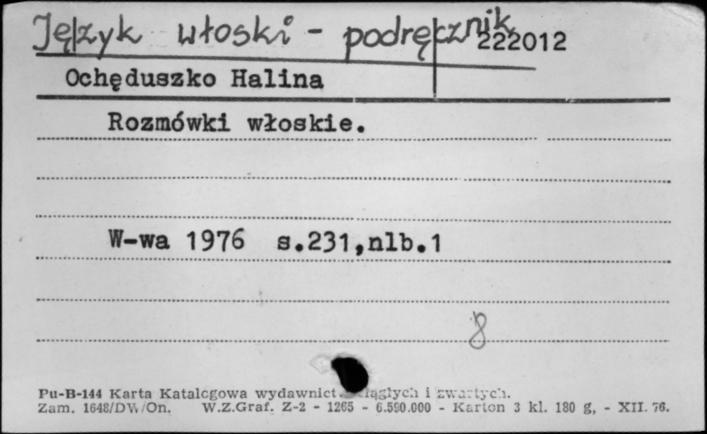 Język włoski - podręcznik
222012
Ochęduszko Halina
Rozmówki włoskie.
W-wa 1976 s.231,nlb.1
8
Pu-B-144 Karta Katalogowa wydawnict ciągłych i zwartych.
Zam. 1648/DW/On. W.Z.Graf. Z-2 - 1265 - 6.590.000 - Karton 3 kl. 180 g, - XII. 76.